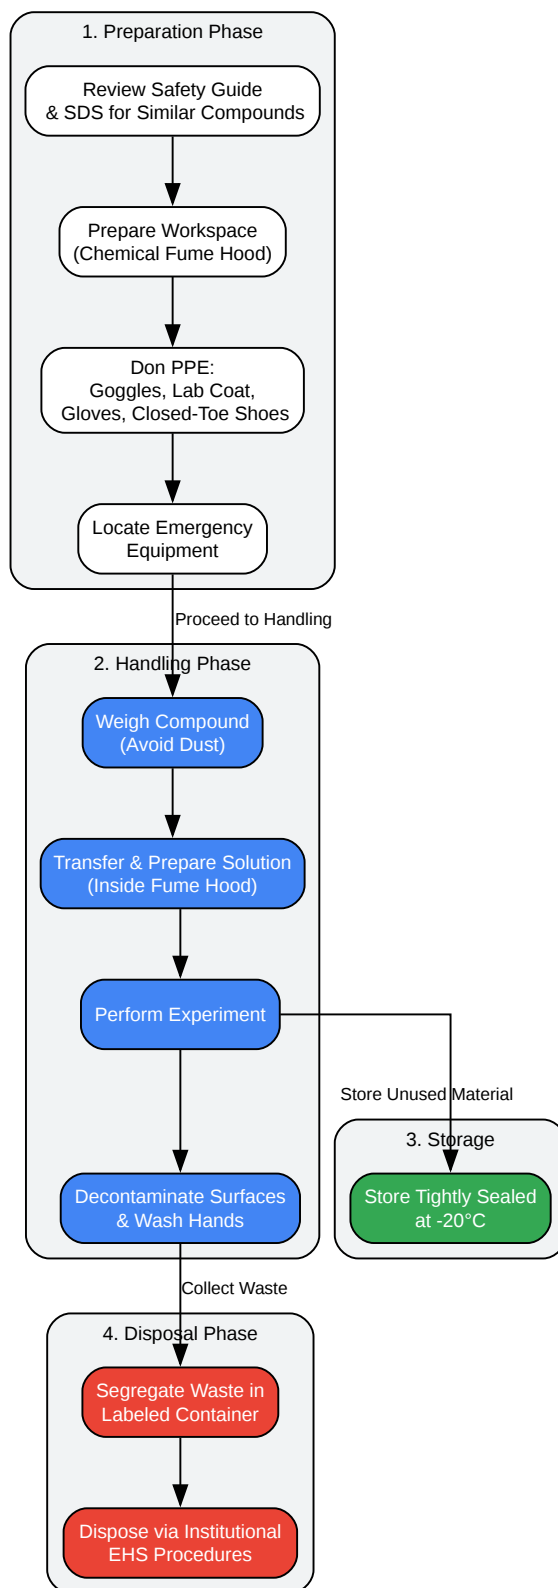 1. Preparation Phase
Review Safety Guide
& SDS for Similar Compounds
Prepare Workspace
(Chemical Fume Hood)
Don PPE:
Goggles, Lab Coat,
Gloves, Closed-Toe Shoes
Locate Emergency
Equipment
Proceed to Handling
2. Handling Phase
Weigh Compound
(Avoid Dust)
Transfer & Prepare Solution
(Inside Fume Hood)
Perform Experiment
Store Unused Material
3. Storage
Store Tightly Sealed
at -20°C
Decontaminate Surfaces
& Wash Hands
Collect Waste
4. Disposal Phase
Segregate Waste in
Labeled Container
Dispose via Institutional
EHS Procedures